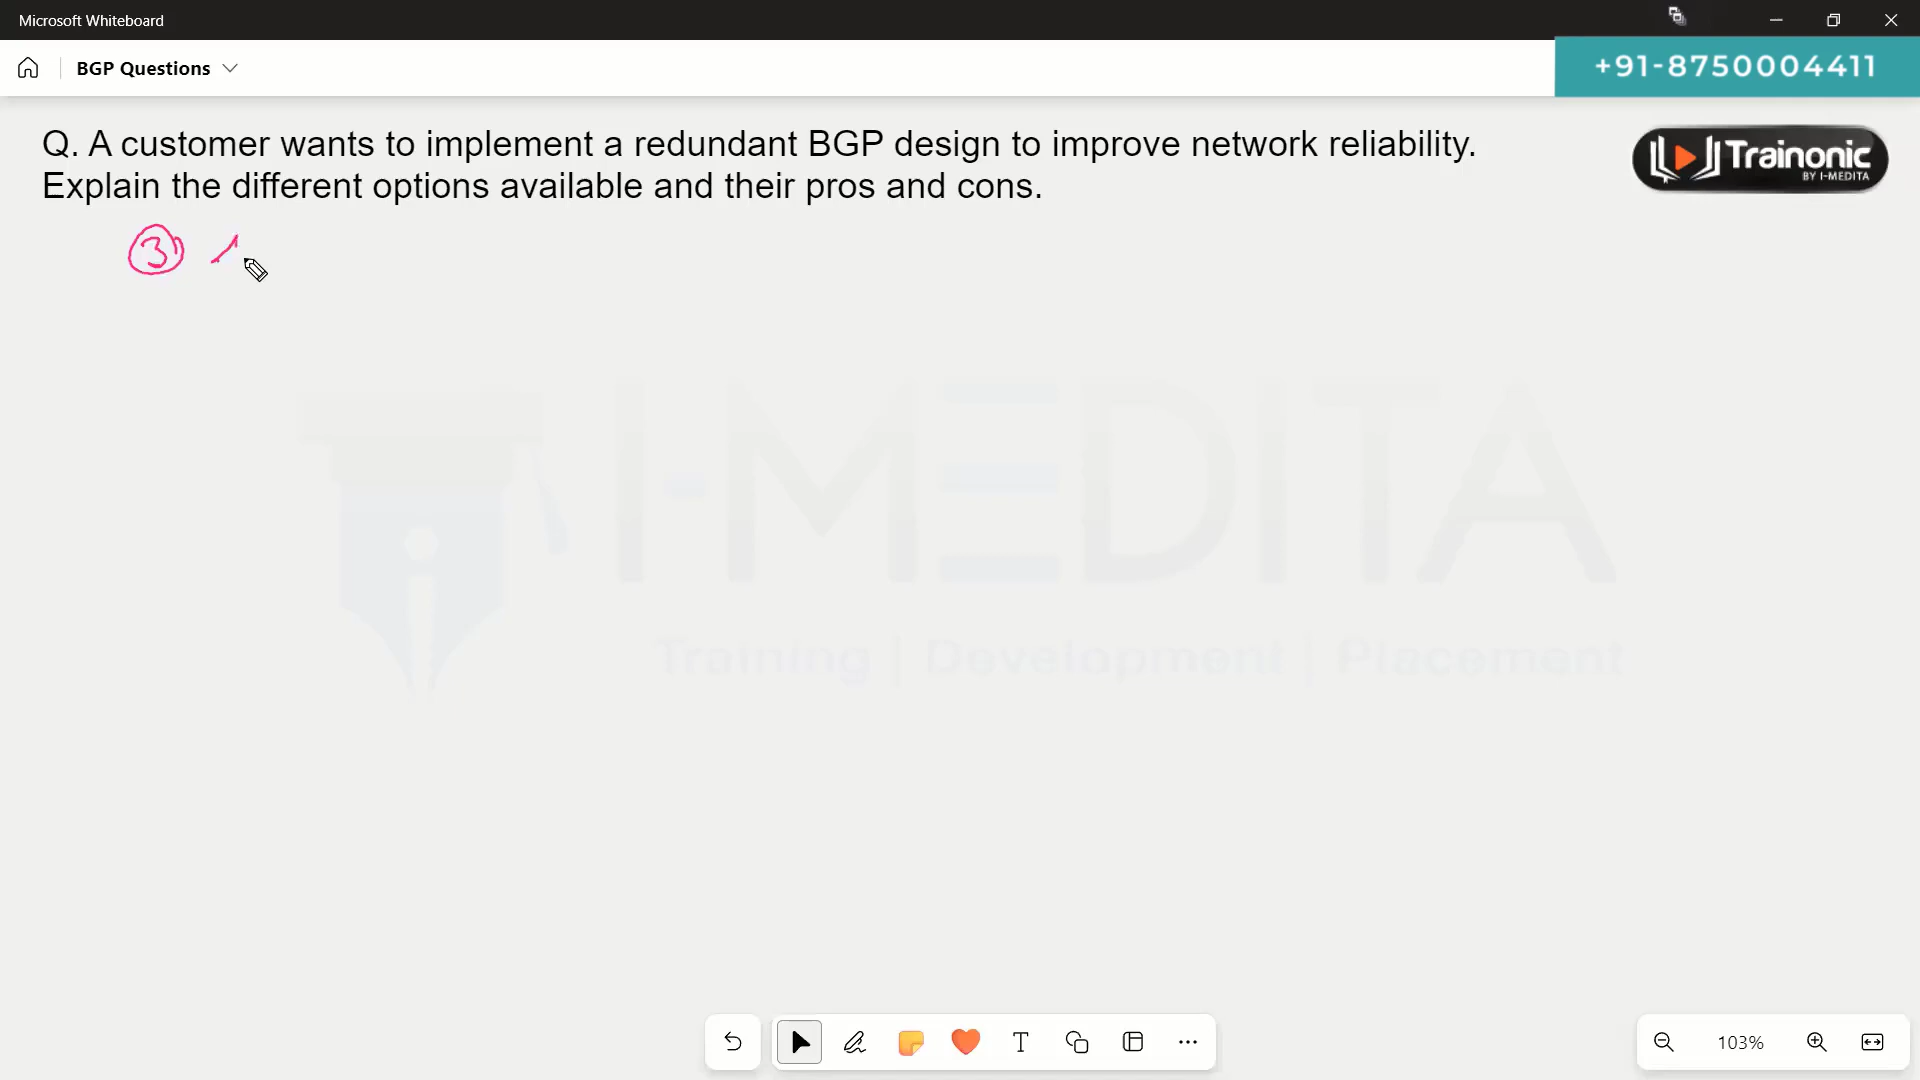 Microsoft Whiteboard
BGP Questions
+91-8750004411
Q. A customer wants to implement a redundant BGP design to improve network reliability.
Explain the different options available and their pros and cons.
Trainonic
BY I-MEDITA
3
I-MEDITA
Training | Development | Placement
T
103%